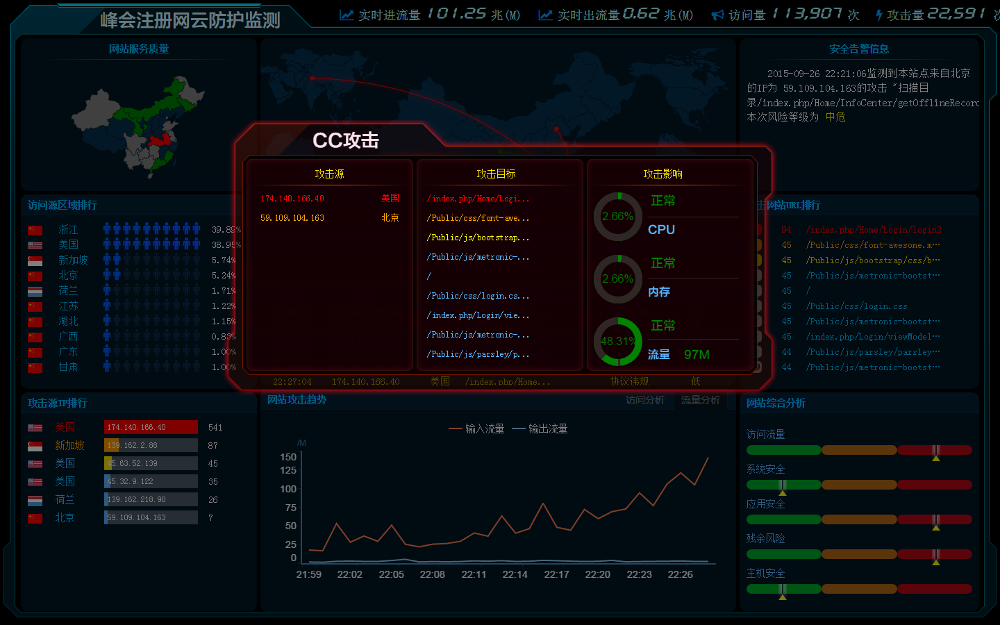 峰会注册网云防护监测
实时进流量 101.25 兆(M)
实时出流量 0.62 兆(M)
访问量 113,907 次
攻击量 22,591
网站服务质量
安全告警信息
2015-09-26 22:21:06监测到本站点来自北京
的IP为 59.109.104.163的攻击 "扫描目
录/index.php/Home/InfoCenter/getOfflineRecord
本次风险等级为 中危
CC攻击
攻击源
174.140.166.40 美国
59.109.104.163 北京
攻击目标
/index.php/Home/Logi...
/Public/css/font-awe...
/Public/js/bootstrap...
/Public/js/metronic-...
/
/Public/css/login.cs...
/index.php/Login/vie...
/Public/js/metronic-...
/Public/js/parsley/p...
攻击影响
2.66% 正常
CPU
2.66% 正常
内存
48.31% 正常
流量 97M
访问源区域排行
浙江 39.89%
美国 38.95%
新加坡 5.74%
北京 5.24%
荷兰 1.71%
江苏 1.22%
湖北 1.15%
广西 0.83%
广东 1.00%
甘肃 1.00%
击网站URL排行
94 /index.php/Home/Login/login2
45 /Public/css/font-awesome.m…
45 /Public/js/bootstrap/css/b…
45 /Public/js/metronic-bootst…
45 /
45 /Public/css/login.css
45 /Public/js/metronic-bootst…
45 /index.php/Login/viewModel…
44 /Public/js/parsley/parsley…
44 /Public/js/metronic-bootst…
22:27:04 174.140.166.40 美国 /index.php/Home... 协议违规 低
攻击源IP排行
美国 174.140.166.40 541
新加坡 139.162.2.88 87
美国 45.63.52.139 45
美国 45.32.9.122 35
荷兰 139.162.218.90 26
北京 59.109.104.163 7
网站攻击趋势
访问分析
流量分析
输入流量 输出流量
/M
150
125
100
75
50
25
0
21:59 22:02 22:05 22:08 22:11 22:14 22:17 22:20 22:23 22:26
网站综合分析
访问流量
系统安全
应用安全
残余风险
主机安全